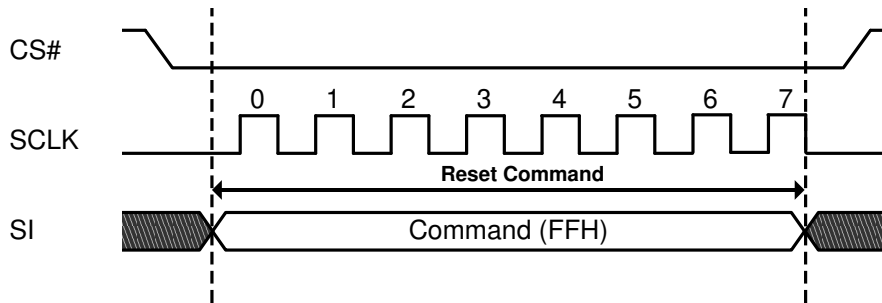 CS#
0 1 2 3 4 5 6 7
SCLK
Reset Command
SI
Command (FFH)